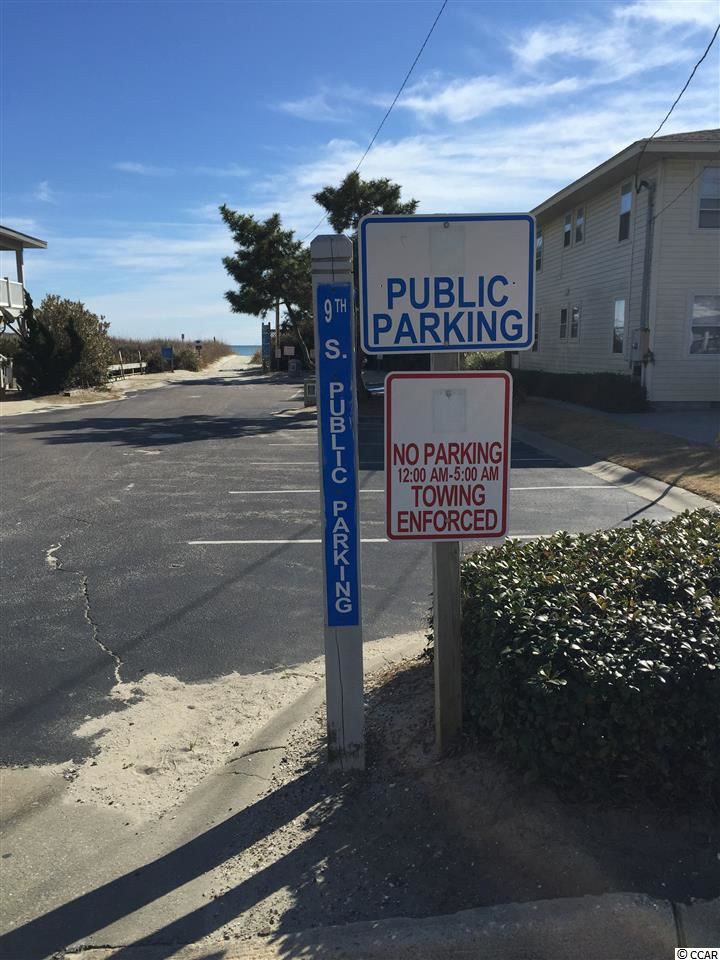 9TH S. PUBLIC PARKING
PUBLIC
PARKING
NO PARKING
12:00 AM-5:00 AM
TOWING
ENFORCED
© CCAR